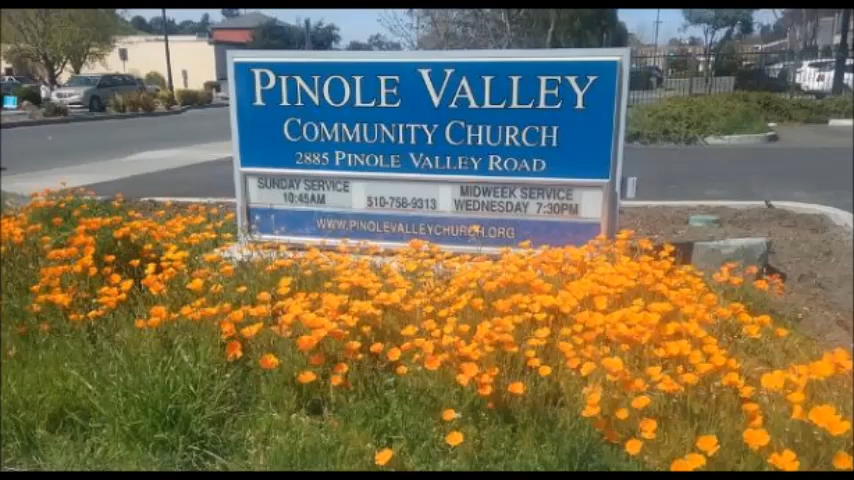 PINOLE VALLEY
COMMUNITY CHURCH
2885 PINOLE VALLEY ROAD
SUNDAY SERVICE
10:45AM
510-758-9313
MIDWEEK SERVICE
WEDNESDAY 7:30PM
WWW.PINOLEVALLEYCHURCH.ORG